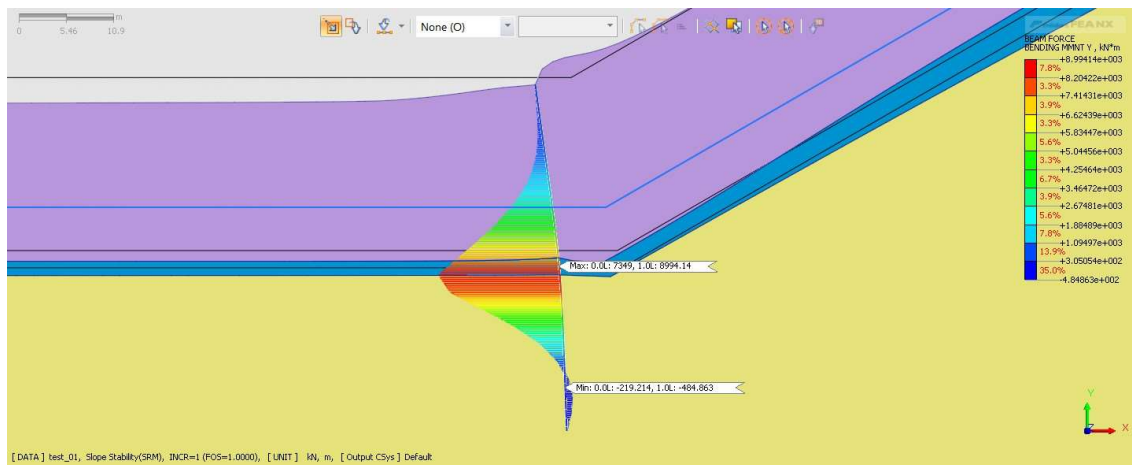 m
0 5.46 10.9
None (O)
FEA NX
BEAM FORCE
BENDING MMNT Y , kN*m
+8.99414e+003
7.8%
+8.20422e+003
3.3%
+7.41431e+003
3.9%
+6.62439e+003
3.3%
+5.83447e+003
5.6%
+5.04456e+003
3.3%
+4.25464e+003
6.7%
+3.46472e+003
3.9%
+2.67481e+003
5.6%
+1.88489e+003
7.8%
+1.09497e+003
13.9%
+3.05054e+002
35.0%
-4.84863e+002
Max: 0.0L: 7349, 1.0L: 8994.14
Min: 0.0L: -219.214, 1.0L: -484.863
Y
Z X
[ DATA ] test_01, Slope Stability(SRM), INCR=1 (FOS=1.0000), [ UNIT ] kN, m, [ Output CSys ] Default